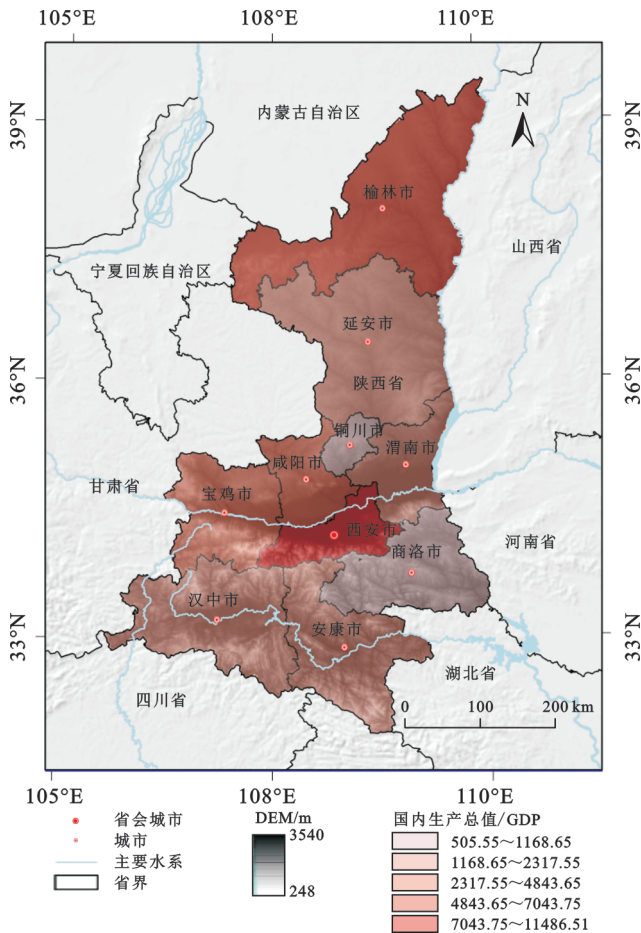 105°E 108°E 110°E
39°N
39°N
36°N
36°N
33°N
33°N
N
内蒙古自治区
榆林市
山西省
宁夏回族自治区
延安市
陕西省
铜川市
渭南市
咸阳市
甘肃省
宝鸡市
西安市
河南省
商洛市
汉中市
安康市
湖北省
四川省
0 100 200 km
105°E 108°E 110°E
省会城市
城市
主要水系
省界
DEM/m
3540
248
国内生产总值/GDP
505.55～1168.65
1168.65～2317.55
2317.55～4843.65
4843.65～7043.75
7043.75～11486.51